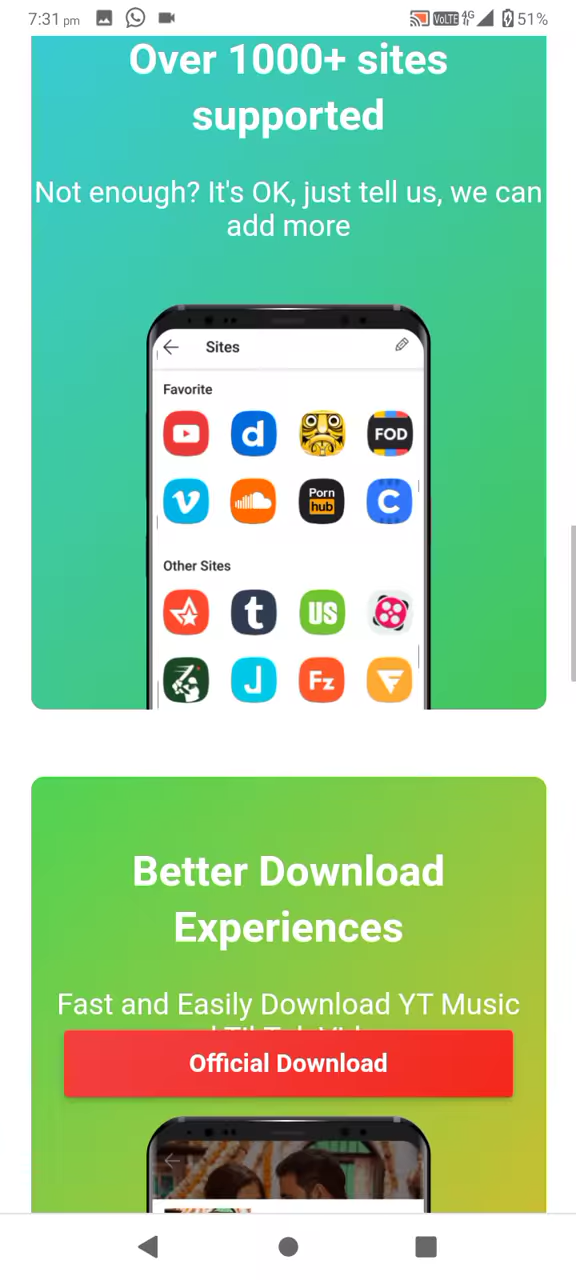 7:31 pm VoLTE 4G 51%
Over 1000+ sites
supported
Not enough? It's OK, just tell us, we can
add more
Sites
Favorite
d FOD
v Porn hub C
Other Sites
t US
J Fz
Better Download
Experiences
Fast and Easily Download YT Music
Official Download